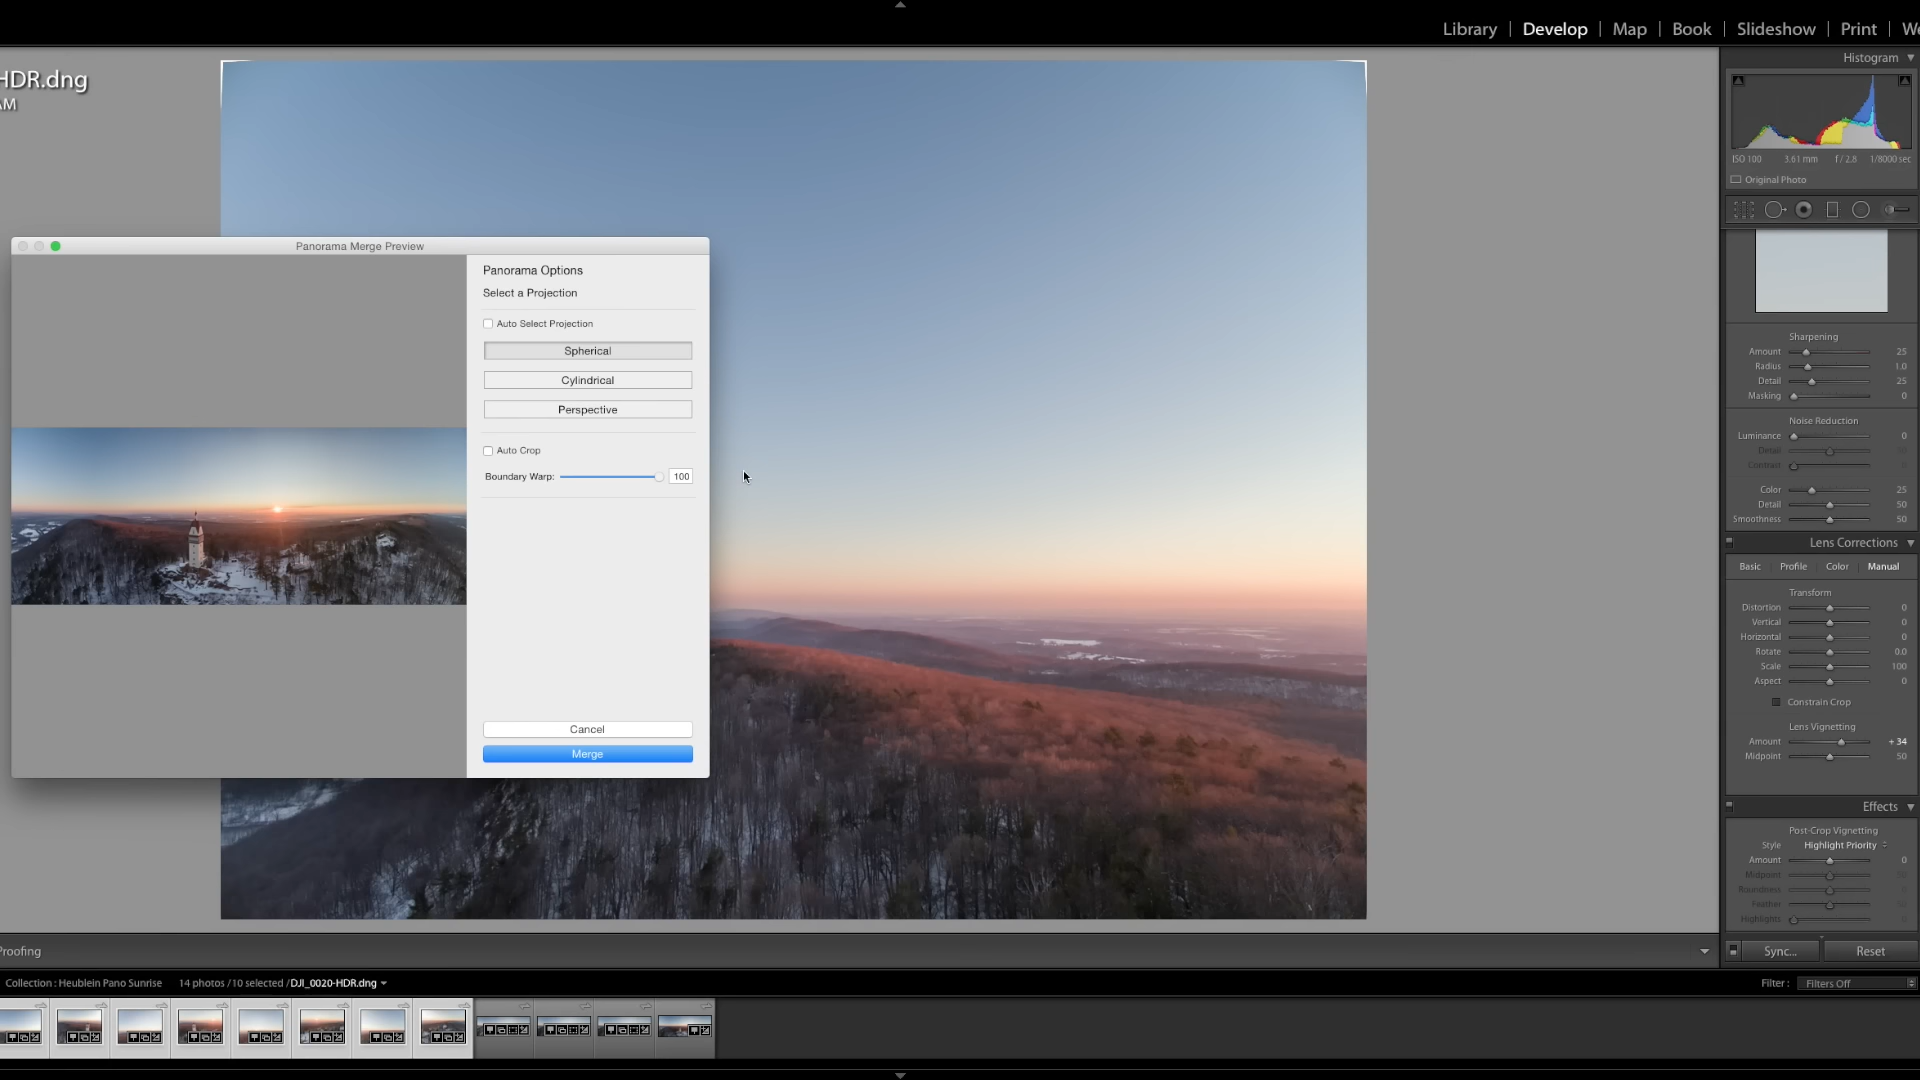 Library | Develop | Map | Book | Slideshow | Print | We
HDR.dng
AM
Histogram
ISO 100 3.61 mm f / 2.8 1/8000 sec
Original Photo
Panorama Merge Preview
Panorama Options
Select a Projection
Auto Select Projection
Spherical
Cylindrical
Perspective
Auto Crop
Boundary Warp: 100
Cancel
Merge
Sharpening
Amount 25
Radius 1.0
Detail 25
Masking 0
Noise Reduction
Luminance 0
Detail
Contrast
Color 25
Detail 50
Smoothness 50
Lens Corrections
Basic | Profile | Color | Manual
Transform
Distortion 0
Vertical 0
Horizontal 0
Rotate 0.0
Scale 100
Aspect 0
Constrain Crop
Lens Vignetting
Amount + 34
Midpoint 50
Effects
Post-Crop Vignetting
Style Highlight Priority
Amount 0
Midpoint
Roundness
Feather
Highlights
Proofing
Sync... Reset
Collection : Heublein Pano Sunrise 14 photos /10 selected /DJI_0020-HDR.dng
Filter : Filters Off